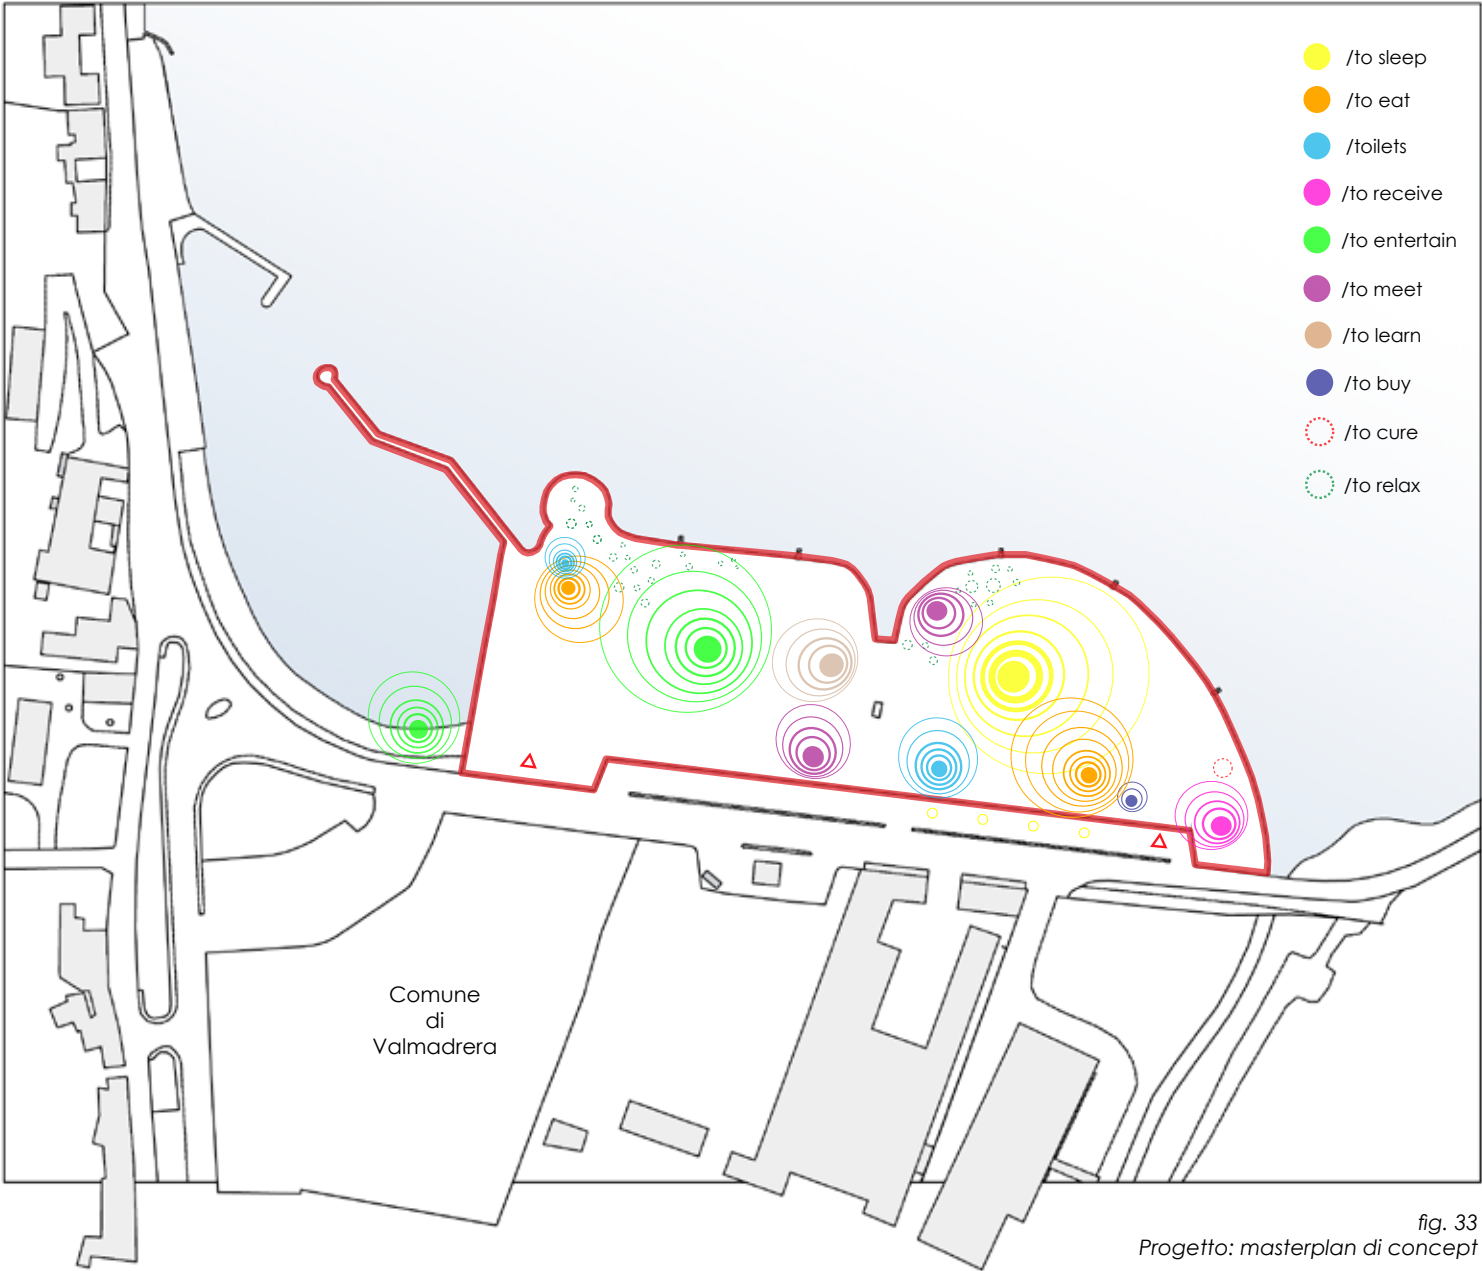 /to sleep
/to eat
/toilets
/to receive
/to entertain
/to meet
/to learn
/to buy
/to cure
/to relax
Comune
di
Valmadrera
fig. 33
Progetto: masterplan di concept